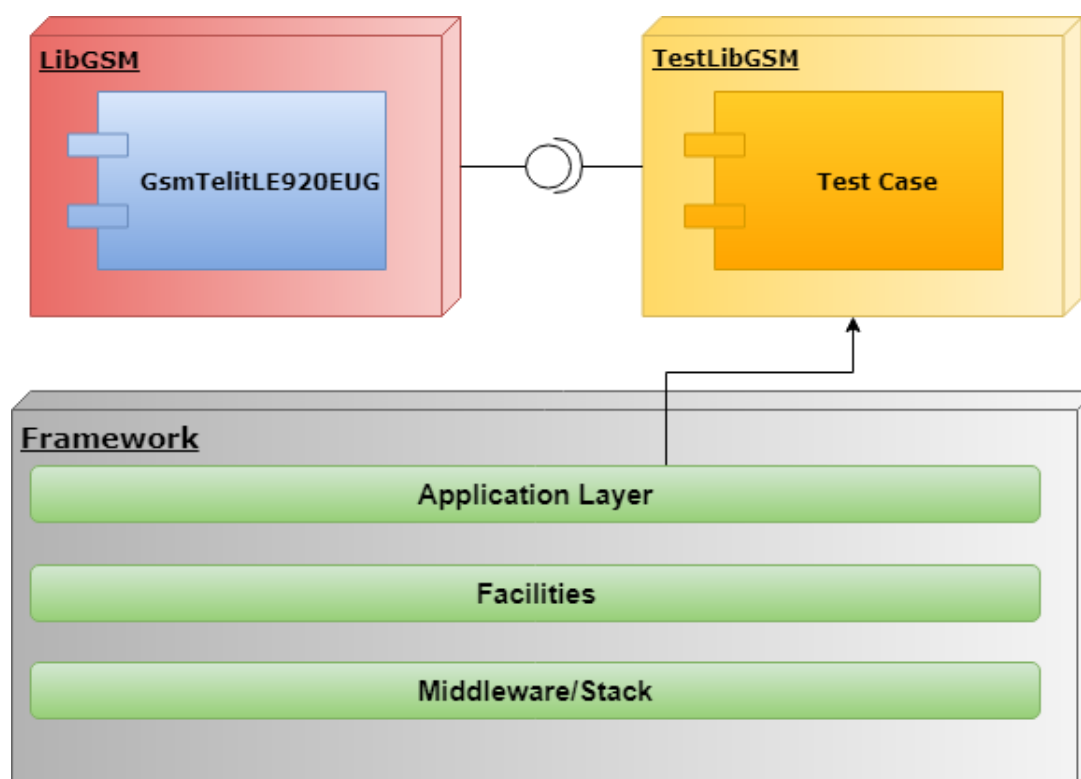 LibGSM
TestLibGSM
GsmTelitLE920EUG
Test Case
Framework
Application Layer
Facilities
Middleware/Stack